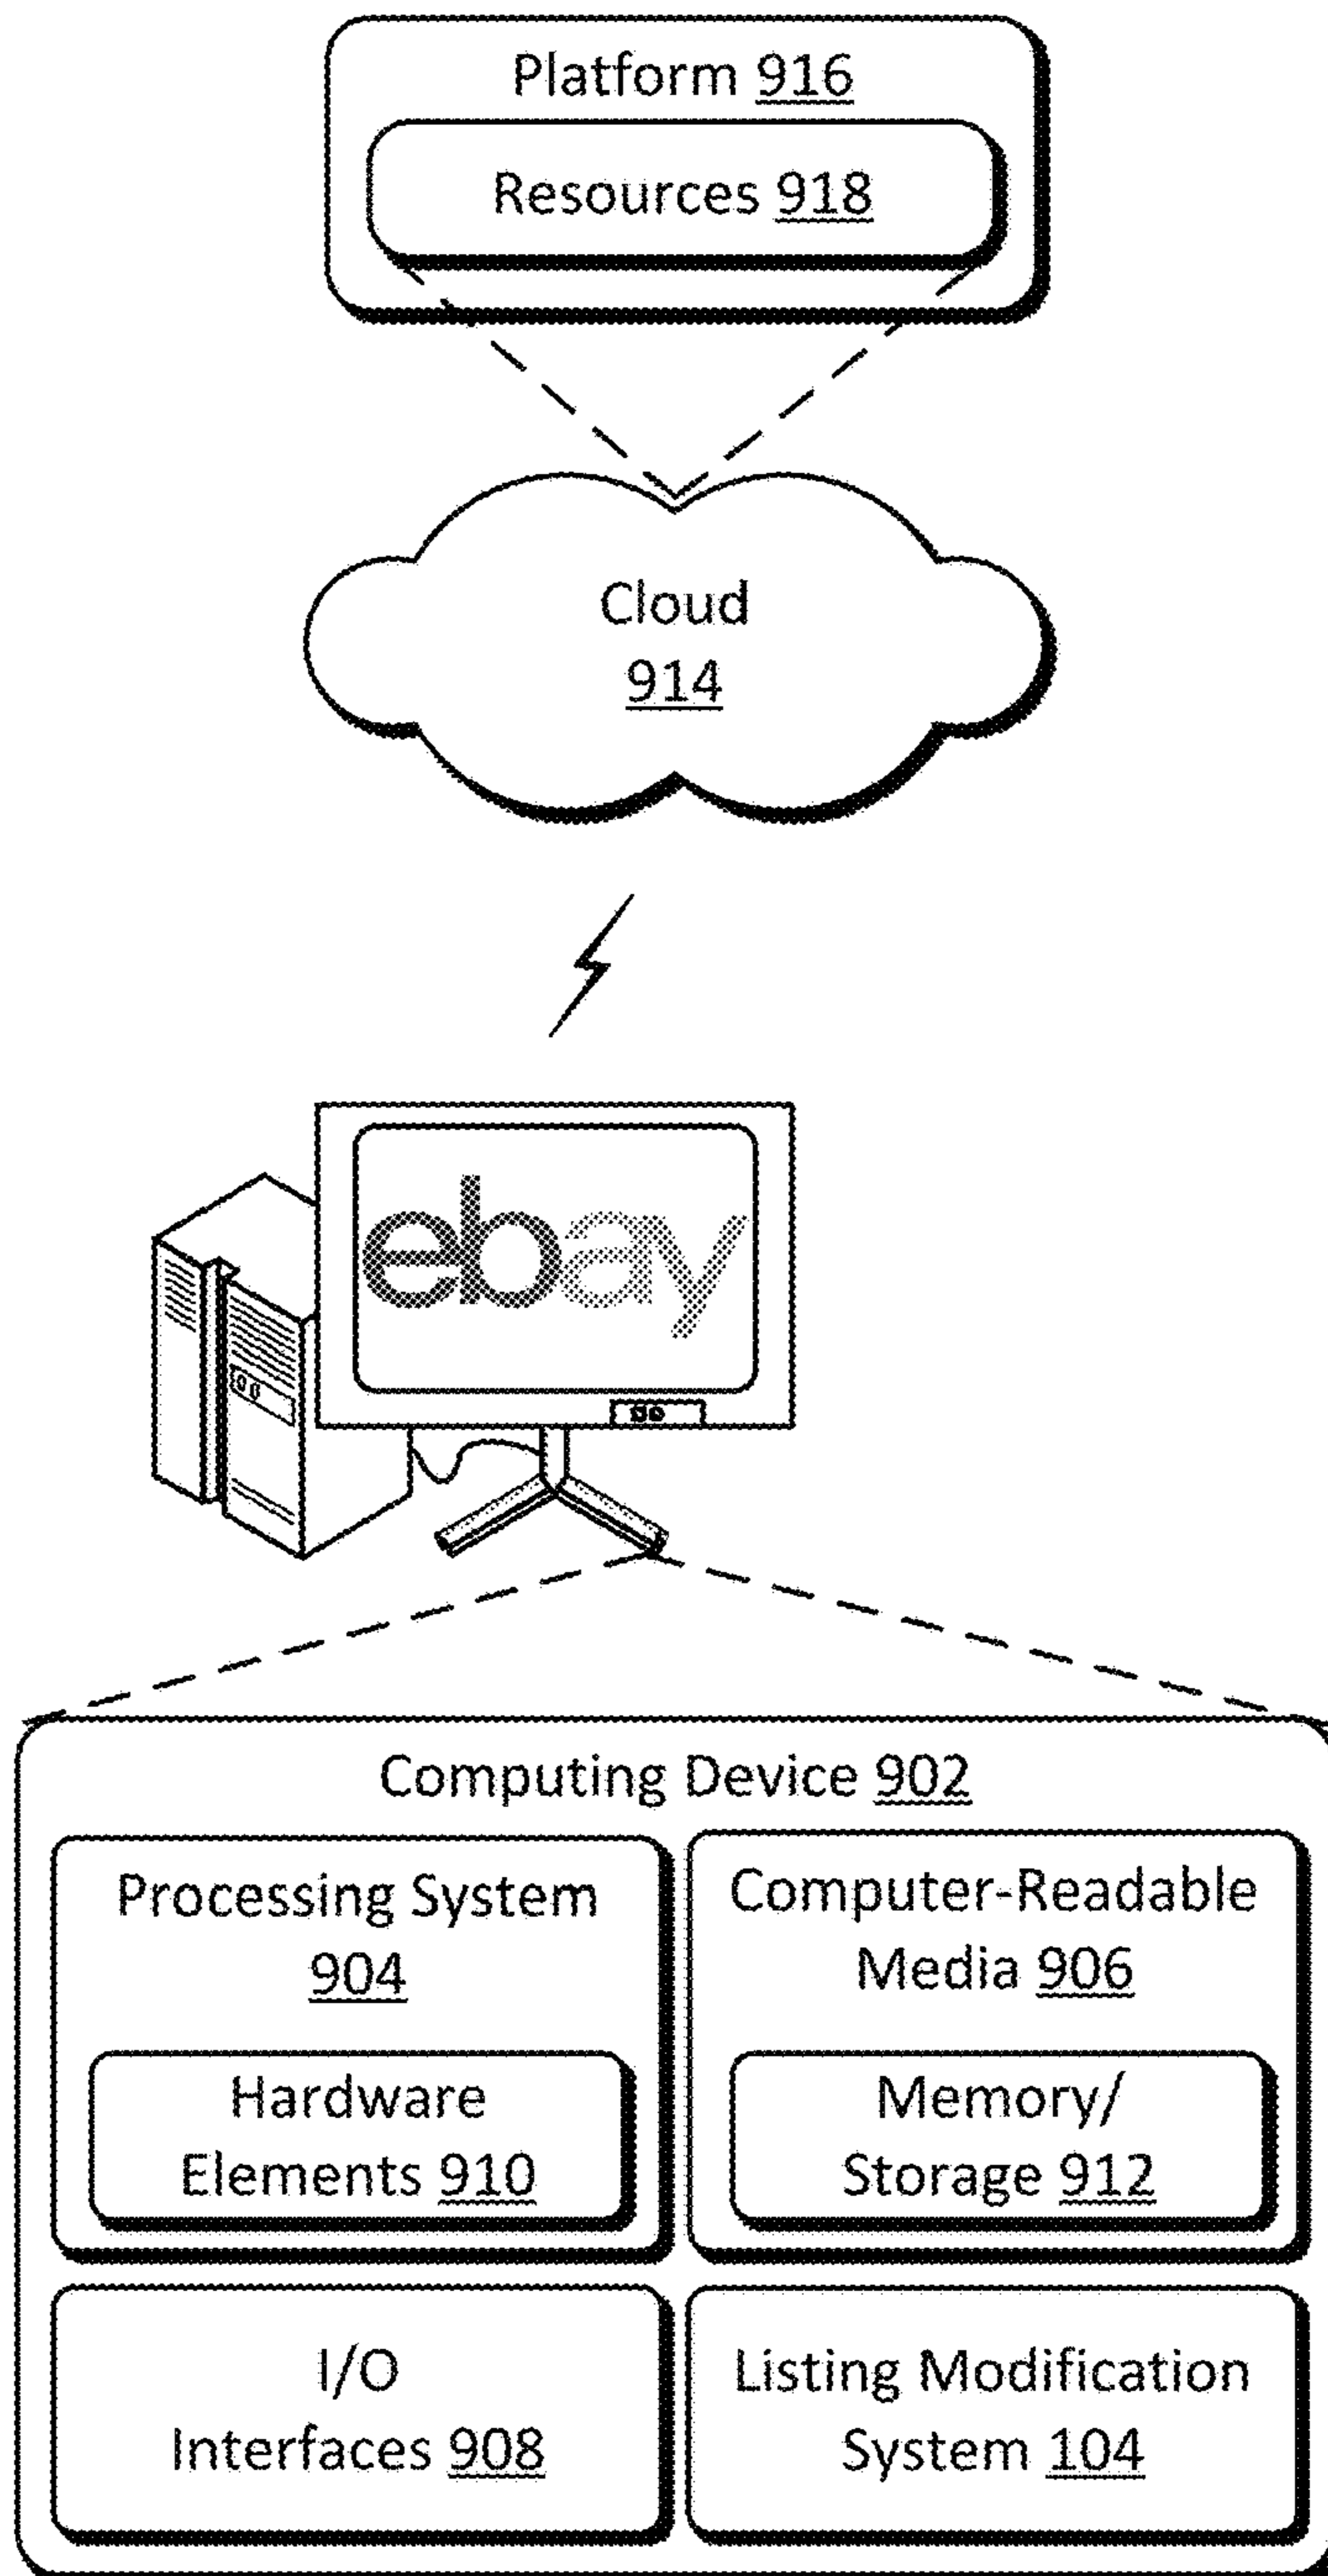 Platform 916
Resources 918
Cloud
914
ebay
Computing Device 902
Processing System
904
Hardware
Elements 910
Computer-Readable
Media 906
Memory/
Storage 912
I/O
Interfaces 908
Listing Modification
System 104